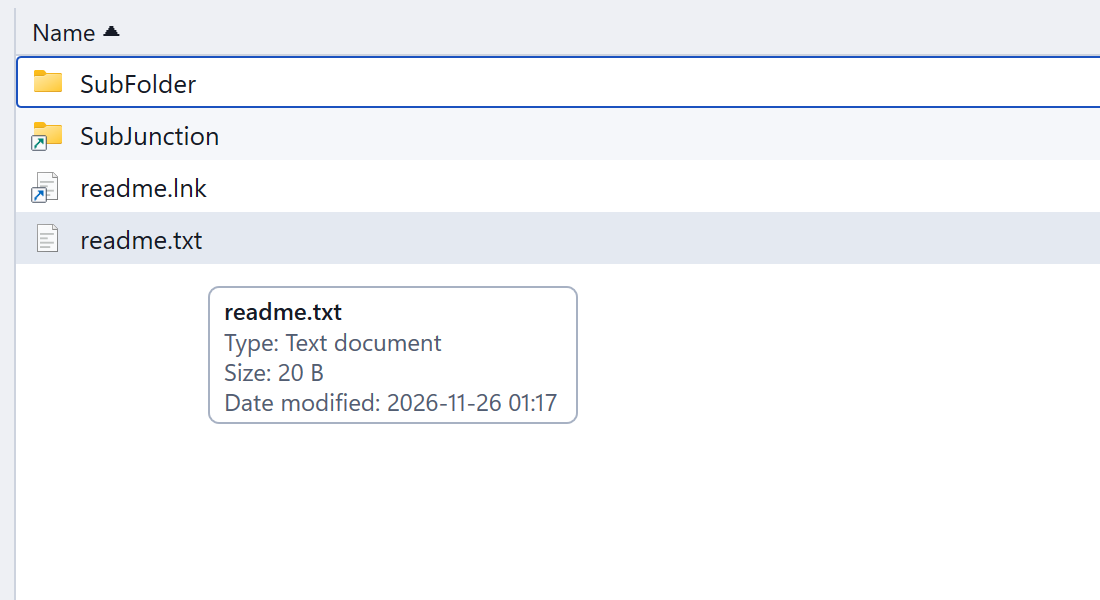 Name
SubFolder
SubJunction
readme.lnk
readme.txt
readme.txt
Type: Text document
Size: 20 B
Date modified: 2026-11-26 01:17